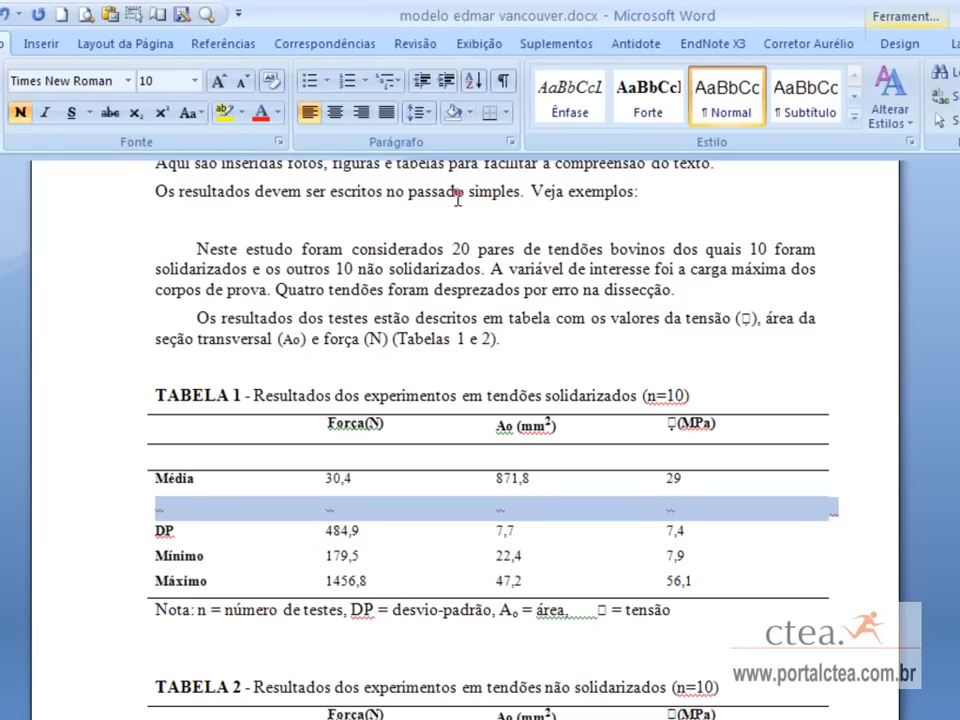 modelo edmar vancouver.docx - Microsoft Word
Ferrament...
Inserir Layout da Página Referências Correspondências Revisão Exibição Suplementos Antidote EndNote X3 Corretor Aurélio Design
Times New Roman 10
AaBbCcI AaBbCcI AaBbCc AaBbCc
Ênfase Forte ¶ Normal ¶ Subtítulo
Alterar Estilos
Fonte Parágrafo Estilo
Aqui são inseridas fotos, figuras e tabelas para facilitar a compreensão do texto.
Os resultados devem ser escritos no passado simples. Veja exemplos:
Neste estudo foram considerados 20 pares de tendões bovinos dos quais 10 foram
solidarizados e os outros 10 não solidarizados. A variável de interesse foi a carga máxima dos
corpos de prova. Quatro tendões foram desprezados por erro na dissecção.
Os resultados dos testes estão descritos em tabela com os valores da tensão (▯), área da
seção transversal (Ao) e força (N) (Tabelas 1 e 2).
TABELA 1 - Resultados dos experimentos em tendões solidarizados (n=10)
Força(N) Ao (mm²) ▯(MPa)
Média 30,4 871,8 29
DP 484,9 7,7 7,4
Mínimo 179,5 22,4 7,9
Máximo 1456,8 47,2 56,1
Nota: n = número de testes, DP = desvio-padrão, Aₒ = área, ▯ = tensão
ctea.
www.portalctea.com.br
TABELA 2 - Resultados dos experimentos em tendões não solidarizados (n=10)
Força(N) Ao (mm²) ▯(MPa)